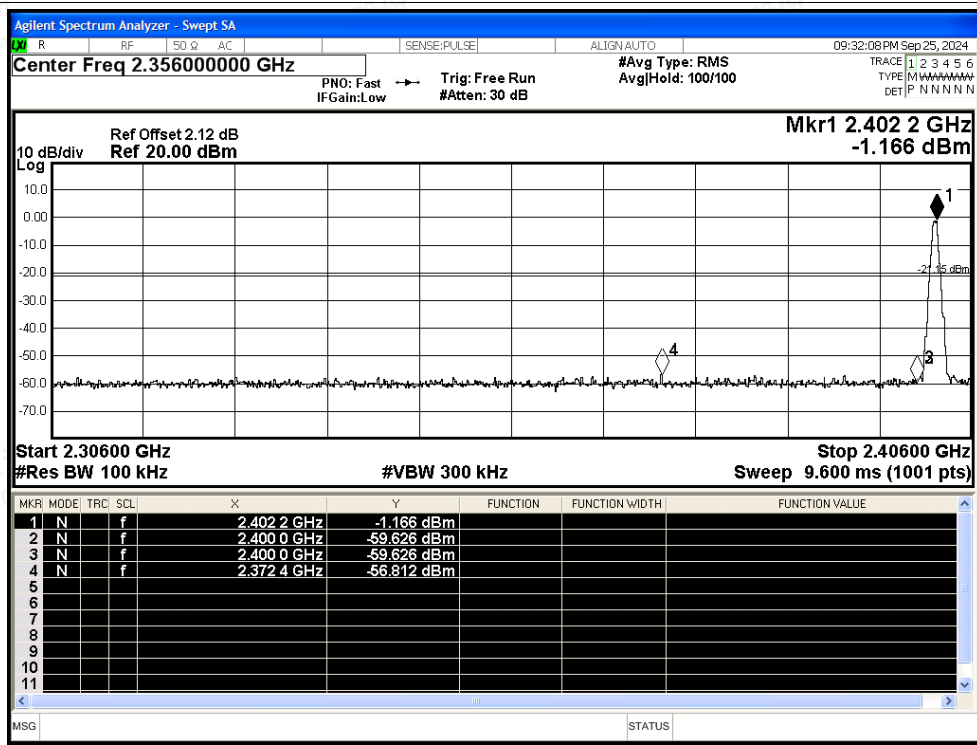 Agilent Spectrum Analyzer - Swept SA
LXI R RF 50 Ω AC SENSE:PULSE ALIGN AUTO 09:32:08 PM Sep 25, 2024
Center Freq 2.356000000 GHz #Avg Type: RMS TRACE 1 2 3 4 5 6
PNO: Fast Trig: Free Run Avg|Hold: 100/100 TYPE M
IFGain:Low #Atten: 30 dB DET P N N N N N
Mkr1 2.402 2 GHz
Ref Offset 2.12 dB
10 dB/div Ref 20.00 dBm -1.166 dBm
Log
10.0
1
0.00
-10.0
-20.0
-21.15 dBm
-30.0
-40.0
-50.0
4
3
-60.0
-70.0
Start 2.30600 GHz Stop 2.40600 GHz
#Res BW 100 kHz #VBW 300 kHz Sweep 9.600 ms (1001 pts)
MKR MODE TRC SCL X Y FUNCTION FUNCTION WIDTH FUNCTION VALUE
1 N f 2.402 2 GHz -1.166 dBm
2 N f 2.400 0 GHz -59.626 dBm
3 N f 2.400 0 GHz -59.626 dBm
4 N f 2.372 4 GHz -56.812 dBm
5
6
7
8
9
10
11
MSG STATUS